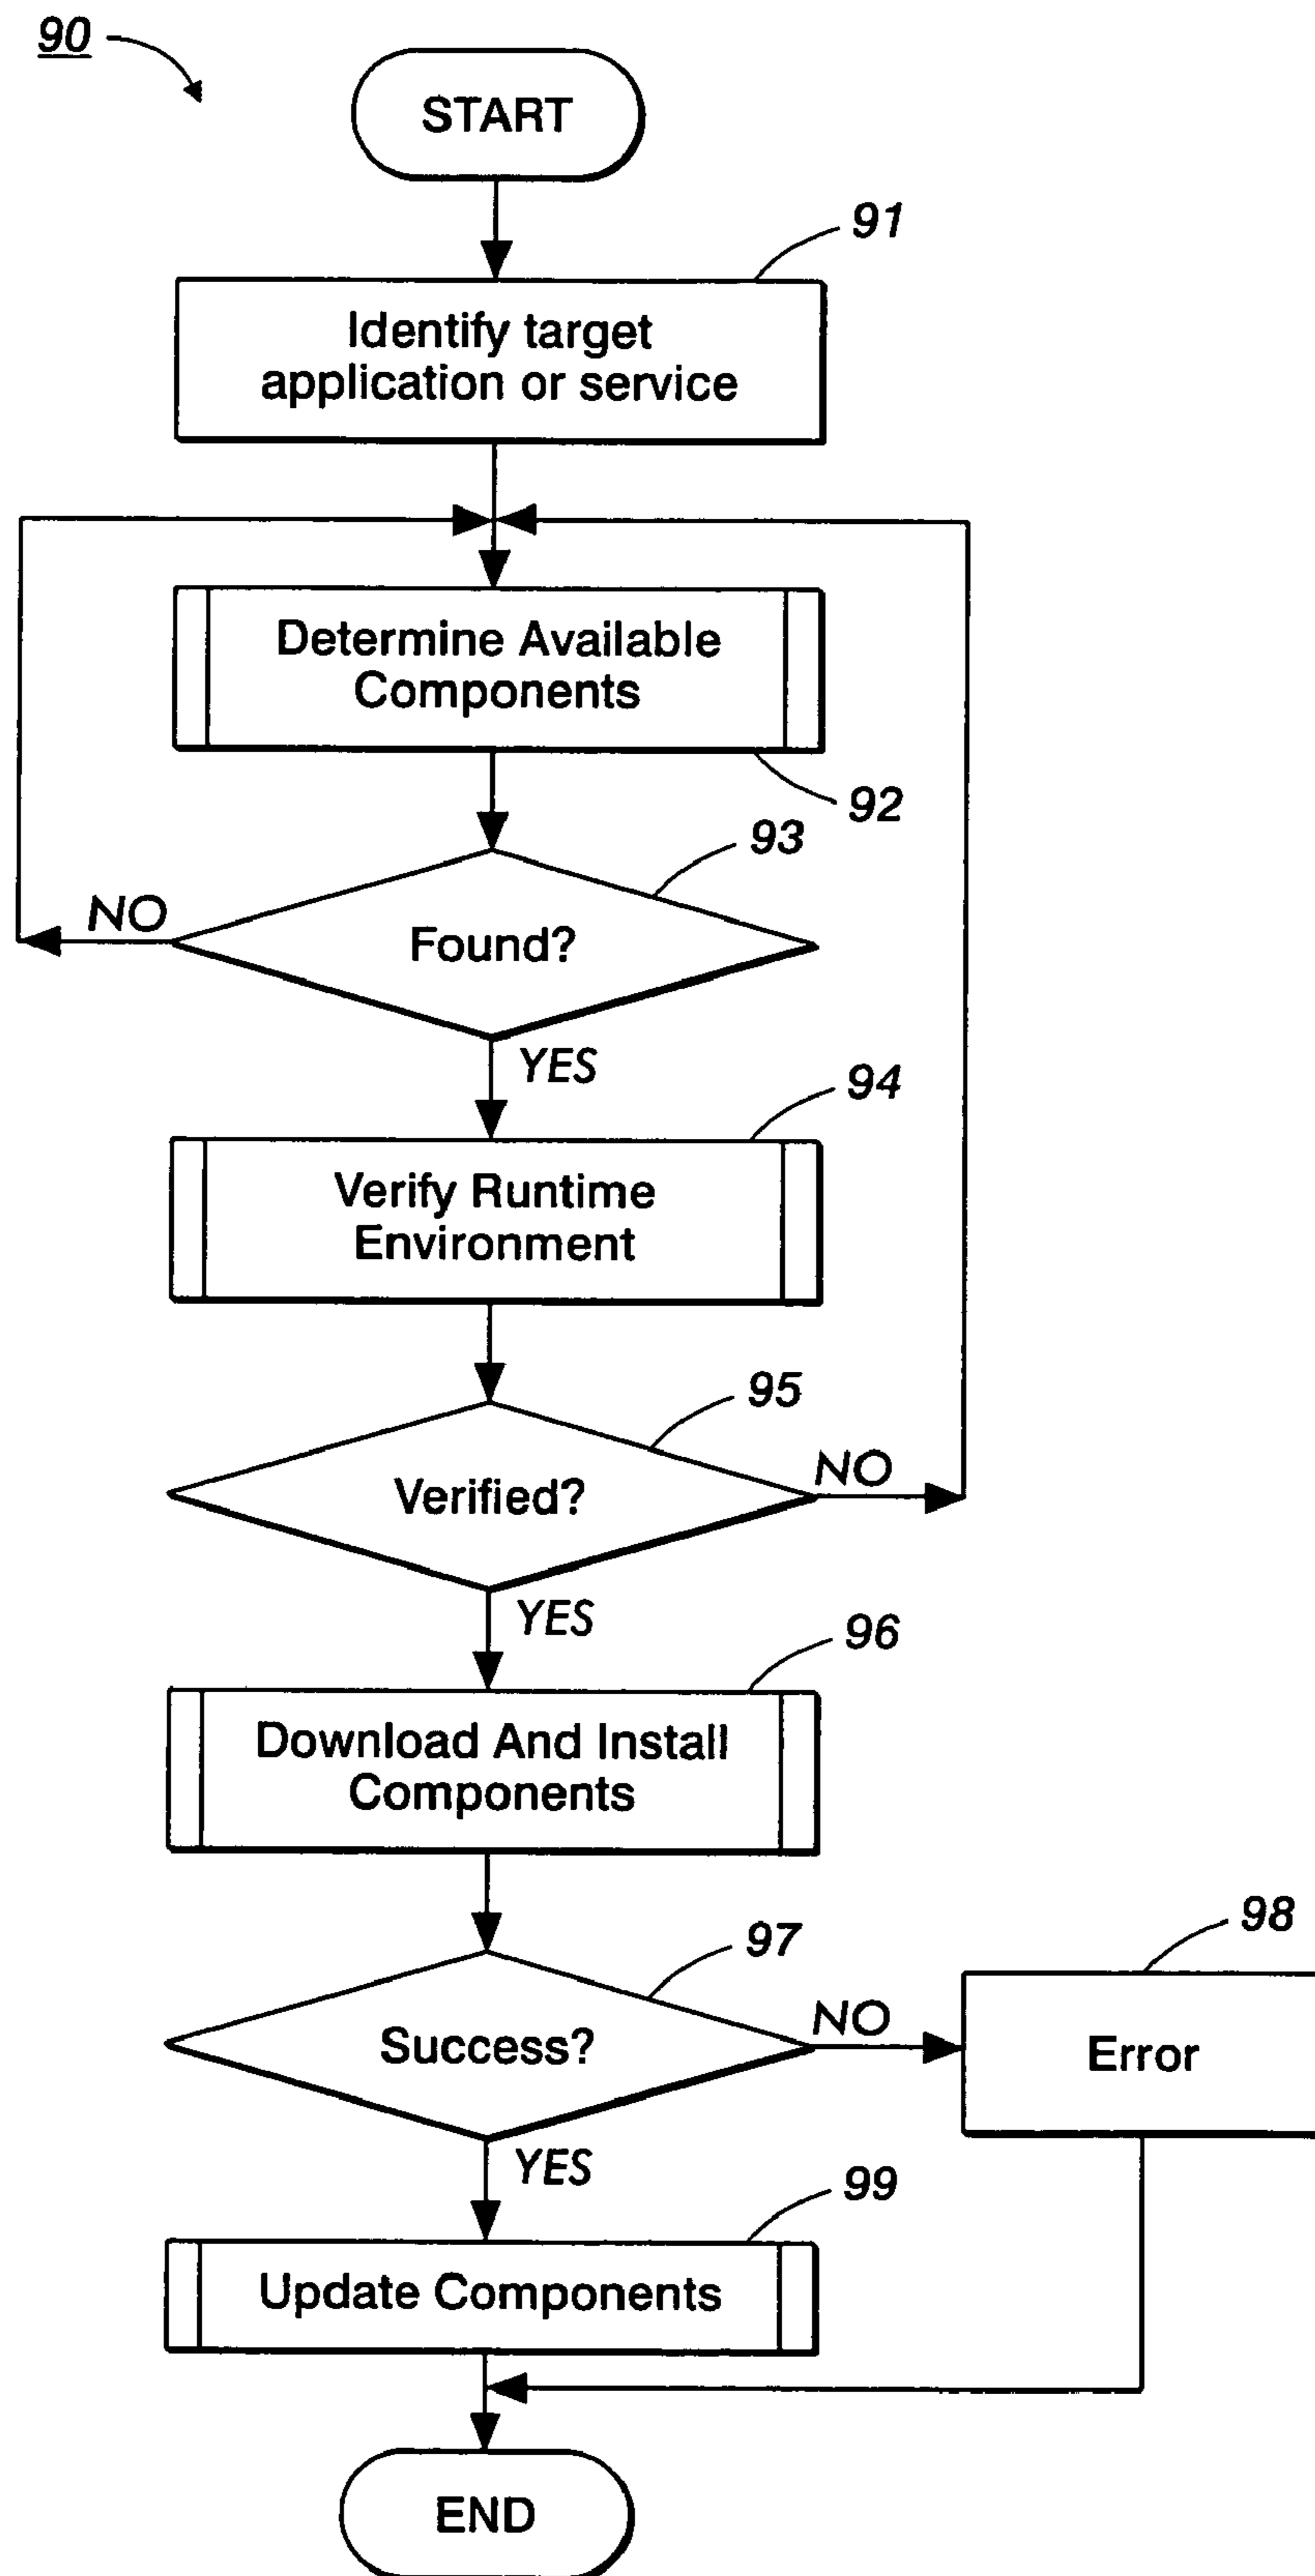 90
START
91
Identify target
application or service
Determine Available
Components
92
93
NO
Found?
YES
94
Verify Runtime
Environment
95
Verified?
NO
YES
96
Download And Install
Components
97
98
Success?
NO
Error
YES
99
Update Components
END